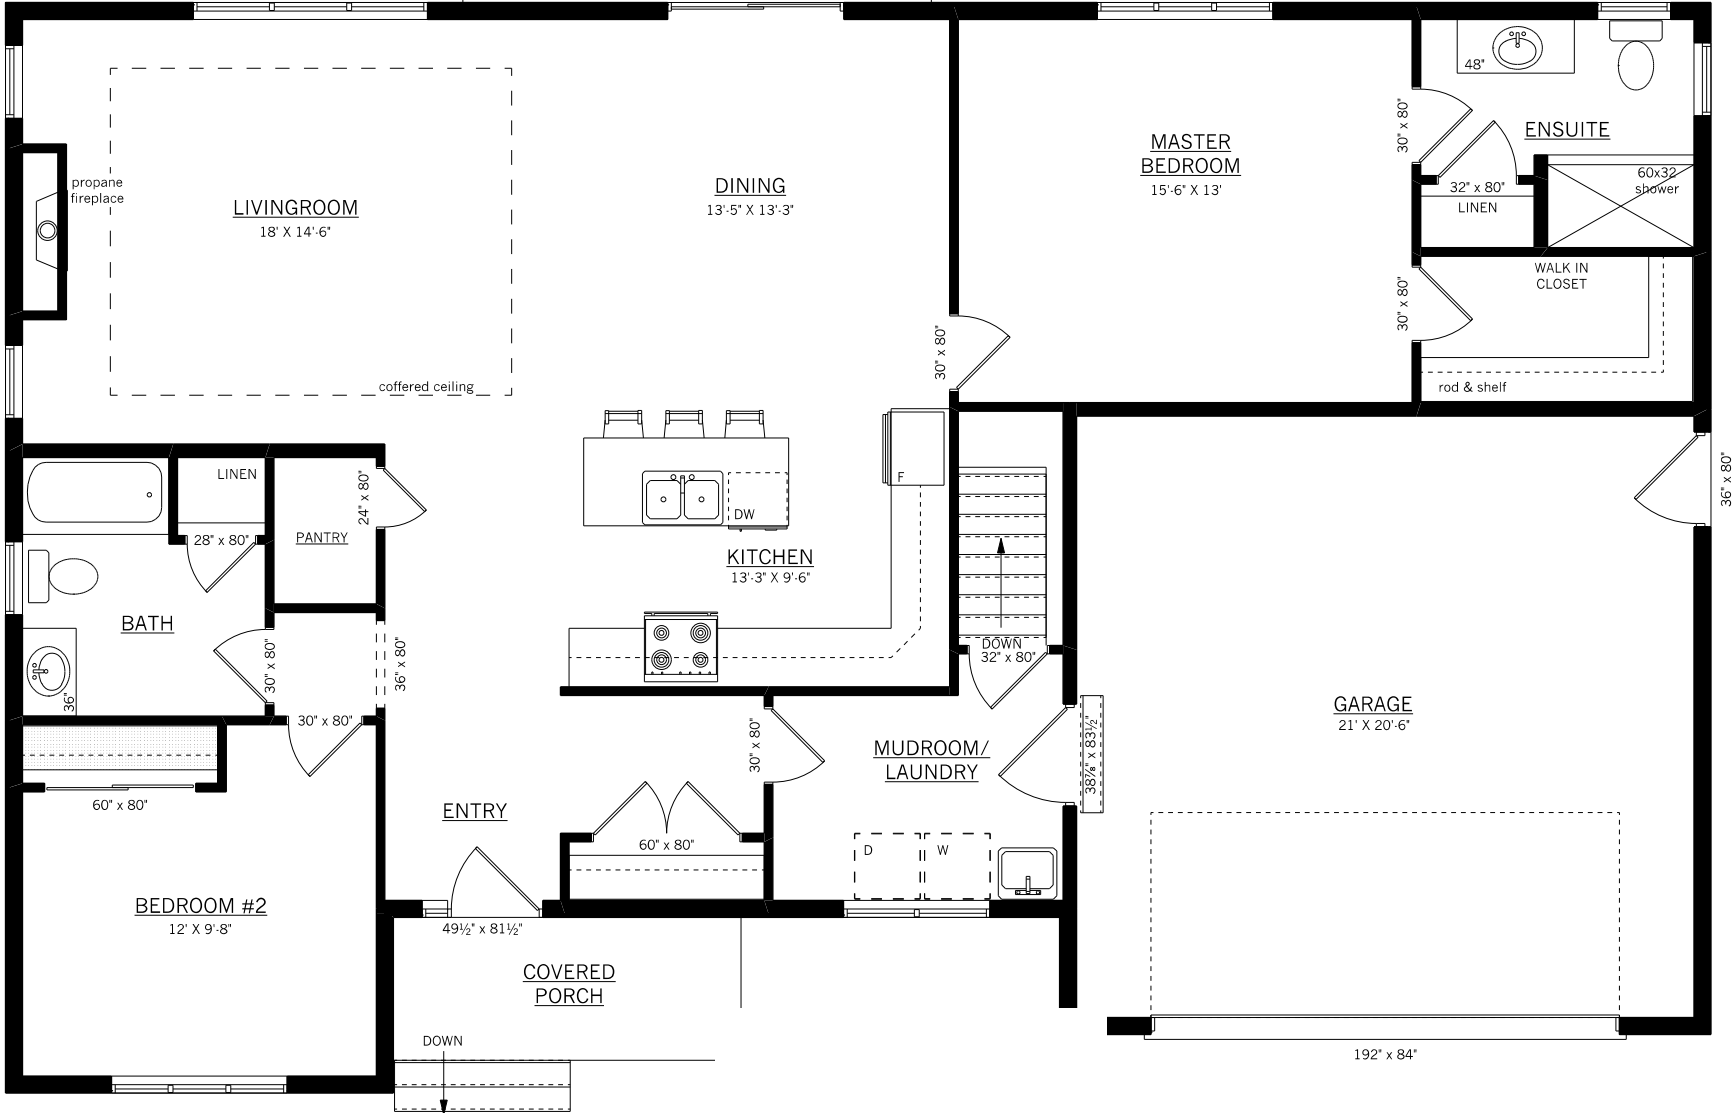 48"
ENSUITE
30" x 80"
MASTER
BEDROOM
15'-6" X 13'
60x32
shower
32" x 80"
LINEN
propane
fireplace
LIVINGROOM
18' X 14'-6"
DINING
13'-5" X 13'-3"
WALK IN
CLOSET
30" x 80"
30" x 80"
coffered ceiling
rod & shelf
LINEN
24" x 80"
F
36" x 80"
DW
28" x 80"
PANTRY
KITCHEN
13'-3" X 9'-6"
BATH
DOWN
32" x 80"
30" x 80"
36" x 80"
36"
30" x 80"
GARAGE
21' X 20'-6"
30" x 80"
MUDROOM/
LAUNDRY
38⅞" x 83½"
60" x 80"
ENTRY
60" x 80"
D
W
BEDROOM #2
12' X 9'-8"
49½" x 81½"
COVERED
PORCH
DOWN
192" x 84"